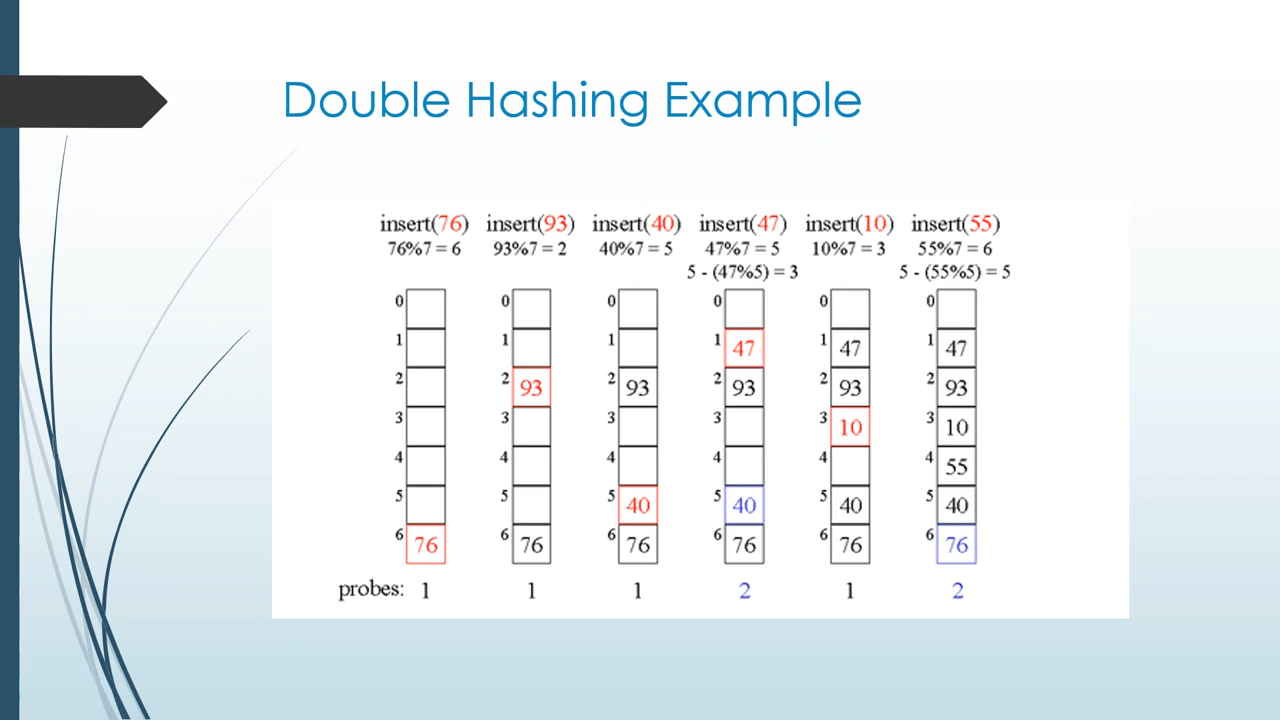 Double Hashing Example
insert(76) insert(93) insert(40) insert(47) insert(10) insert(55)
76%7 = 6 93%7 = 2 40%7 = 5 47%7 = 5 10%7 = 3 55%7 = 6
5 - (47%5) = 3 5 - (55%5) = 5
0 0 0 0 0 0
1 1 1 1 47 1 47 1 47
2 2 93 2 93 2 93 2 93 2 93
3 3 3 3 3 10 3 10
4 4 4 4 4 4 55
5 5 5 40 5 40 5 40 5 40
6 76 6 76 6 76 6 76 6 76 6 76
probes: 1 1 1 2 1 2